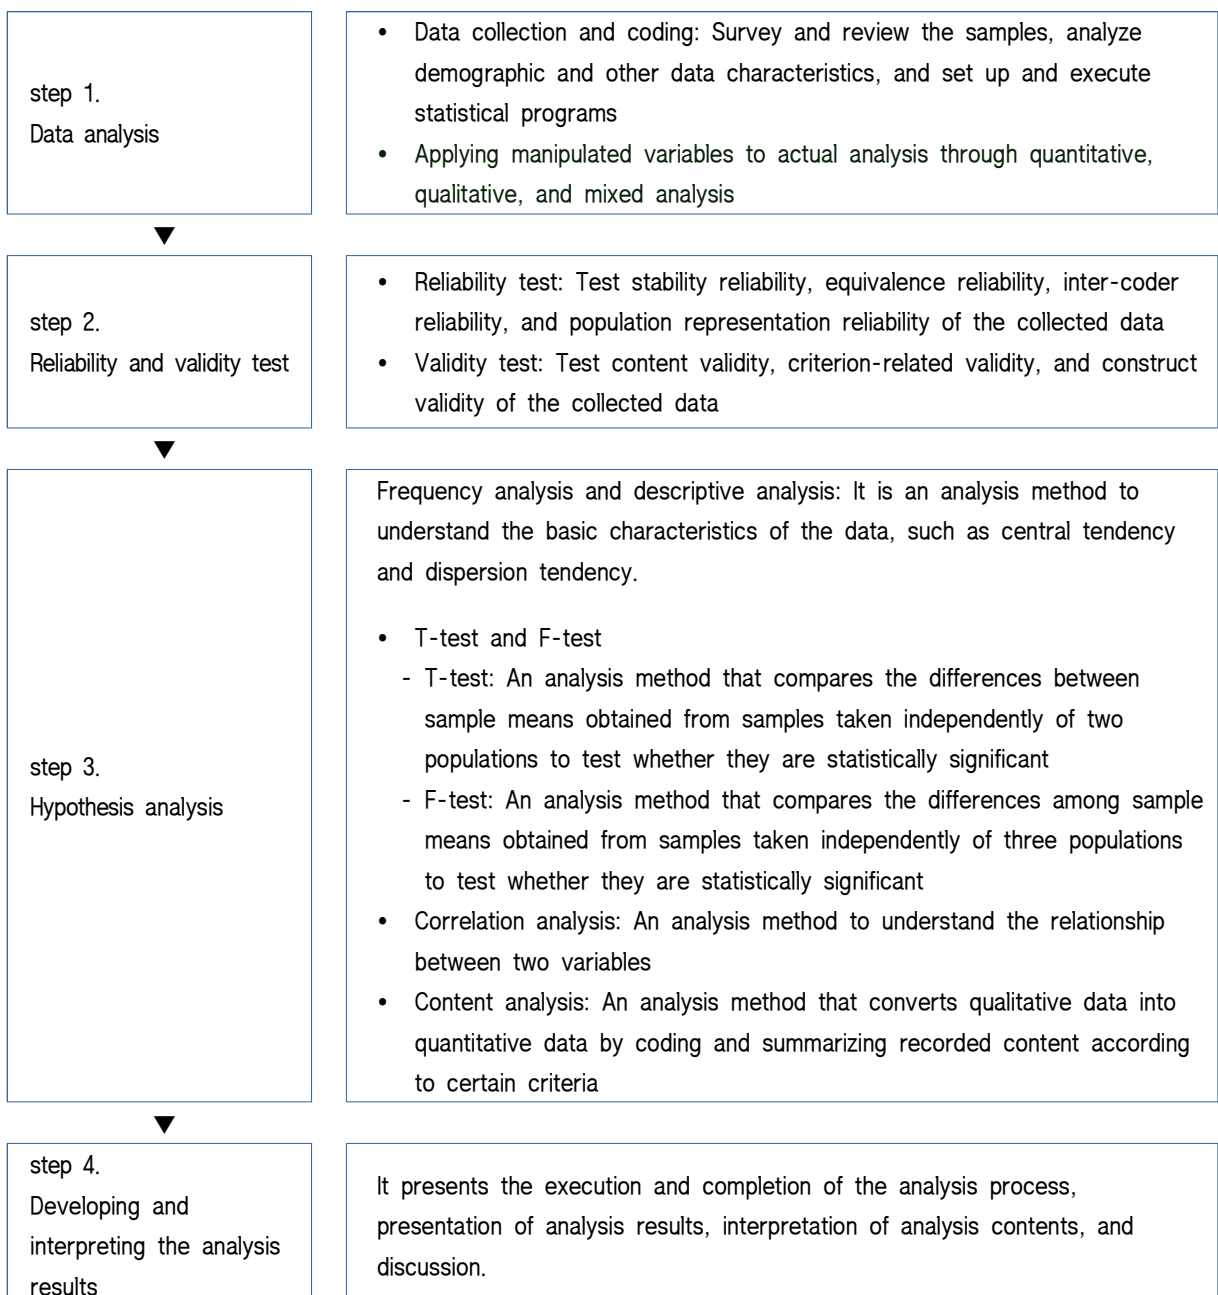 step 1.
Data analysis
• Data collection and coding: Survey and review the samples, analyze
demographic and other data characteristics, and set up and execute
statistical programs
• Applying manipulated variables to actual analysis through quantitative,
qualitative, and mixed analysis
▼
step 2.
Reliability and validity test
• Reliability test: Test stability reliability, equivalence reliability, inter-coder
reliability, and population representation reliability of the collected data
• Validity test: Test content validity, criterion-related validity, and construct
validity of the collected data
▼
step 3.
Hypothesis analysis
Frequency analysis and descriptive analysis: It is an analysis method to
understand the basic characteristics of the data, such as central tendency
and dispersion tendency.
• T-test and F-test
- T-test: An analysis method that compares the differences between
sample means obtained from samples taken independently of two
populations to test whether they are statistically significant
- F-test: An analysis method that compares the differences among sample
means obtained from samples taken independently of three populations
to test whether they are statistically significant
• Correlation analysis: An analysis method to understand the relationship
between two variables
• Content analysis: An analysis method that converts qualitative data into
quantitative data by coding and summarizing recorded content according
to certain criteria
▼
step 4.
Developing and
interpreting the analysis
results
It presents the execution and completion of the analysis process,
presentation of analysis results, interpretation of analysis contents, and
discussion.